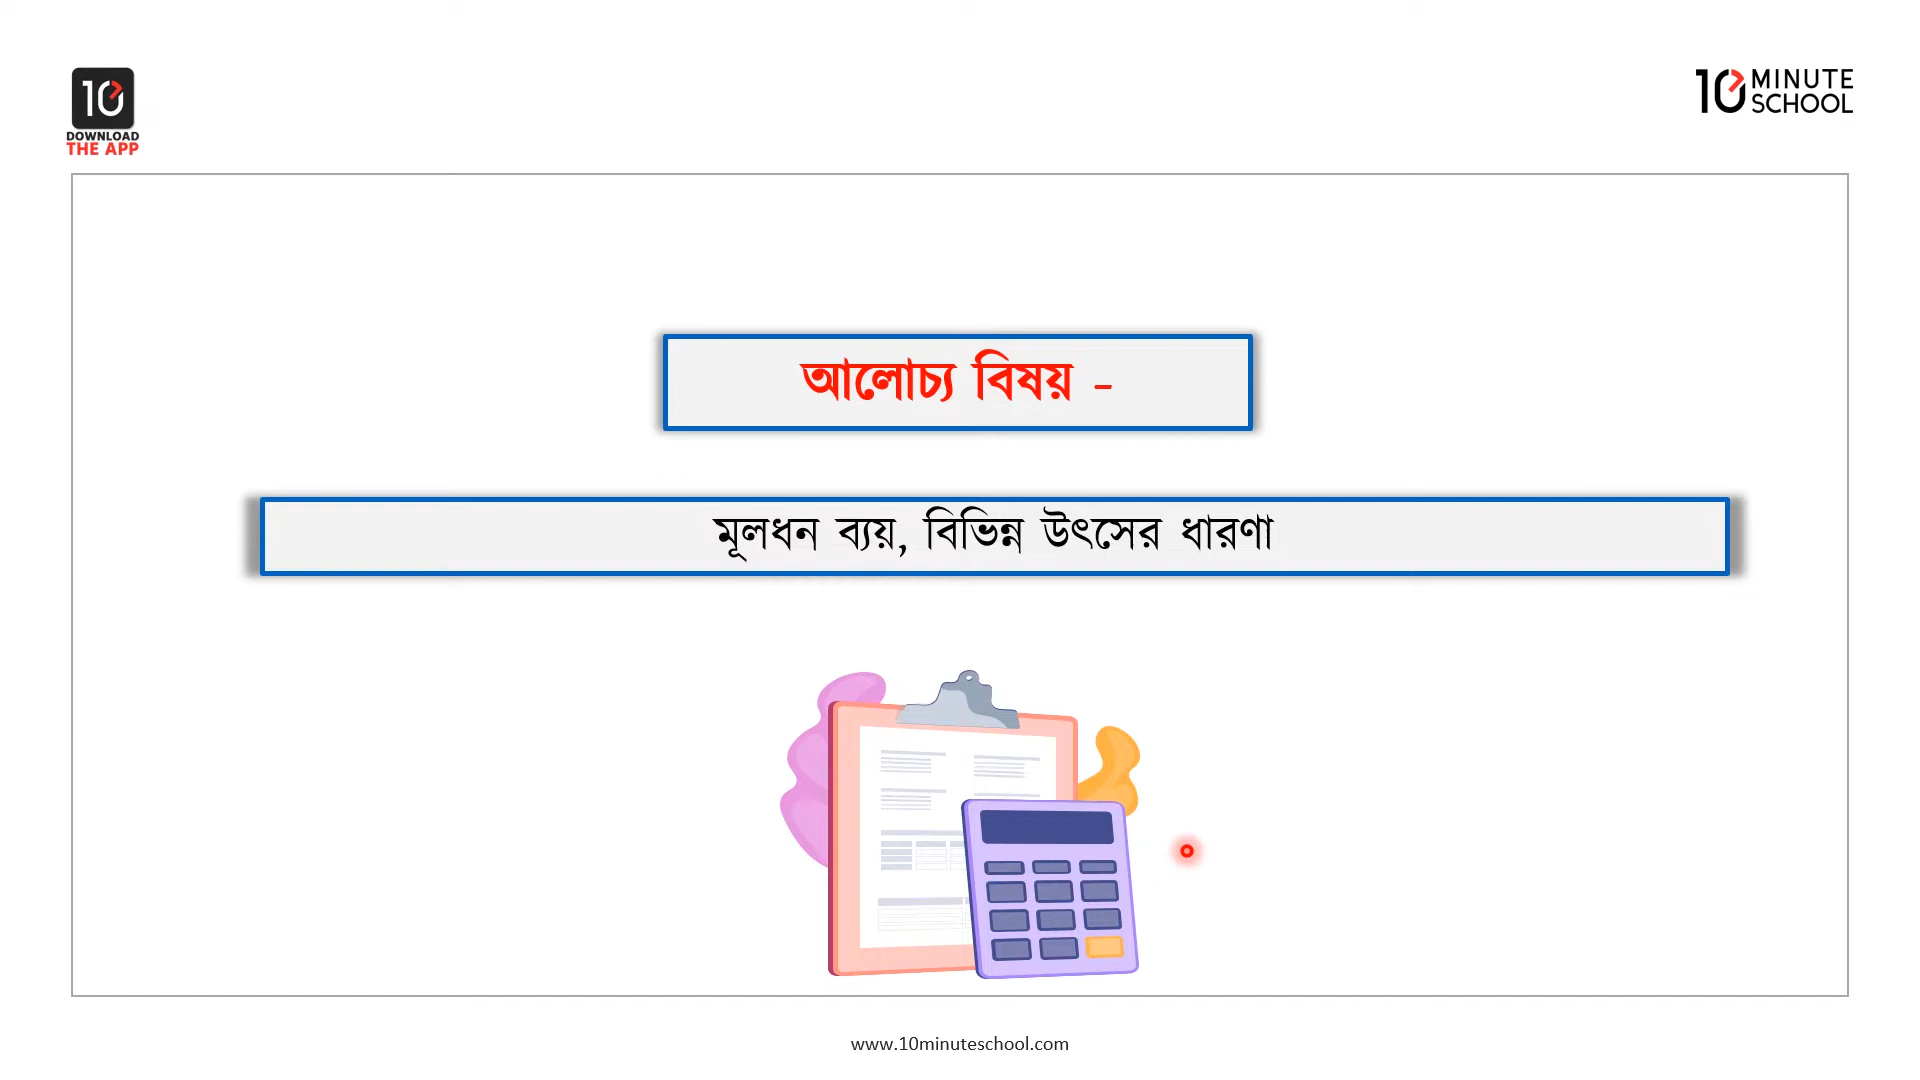 10
DOWNLOAD
THE APP
10 MINUTE
SCHOOL
আলোচ্য বিষয় -
মূলধন ব্যয়, বিভিন্ন উৎসের ধারণা
www.10minuteschool.com